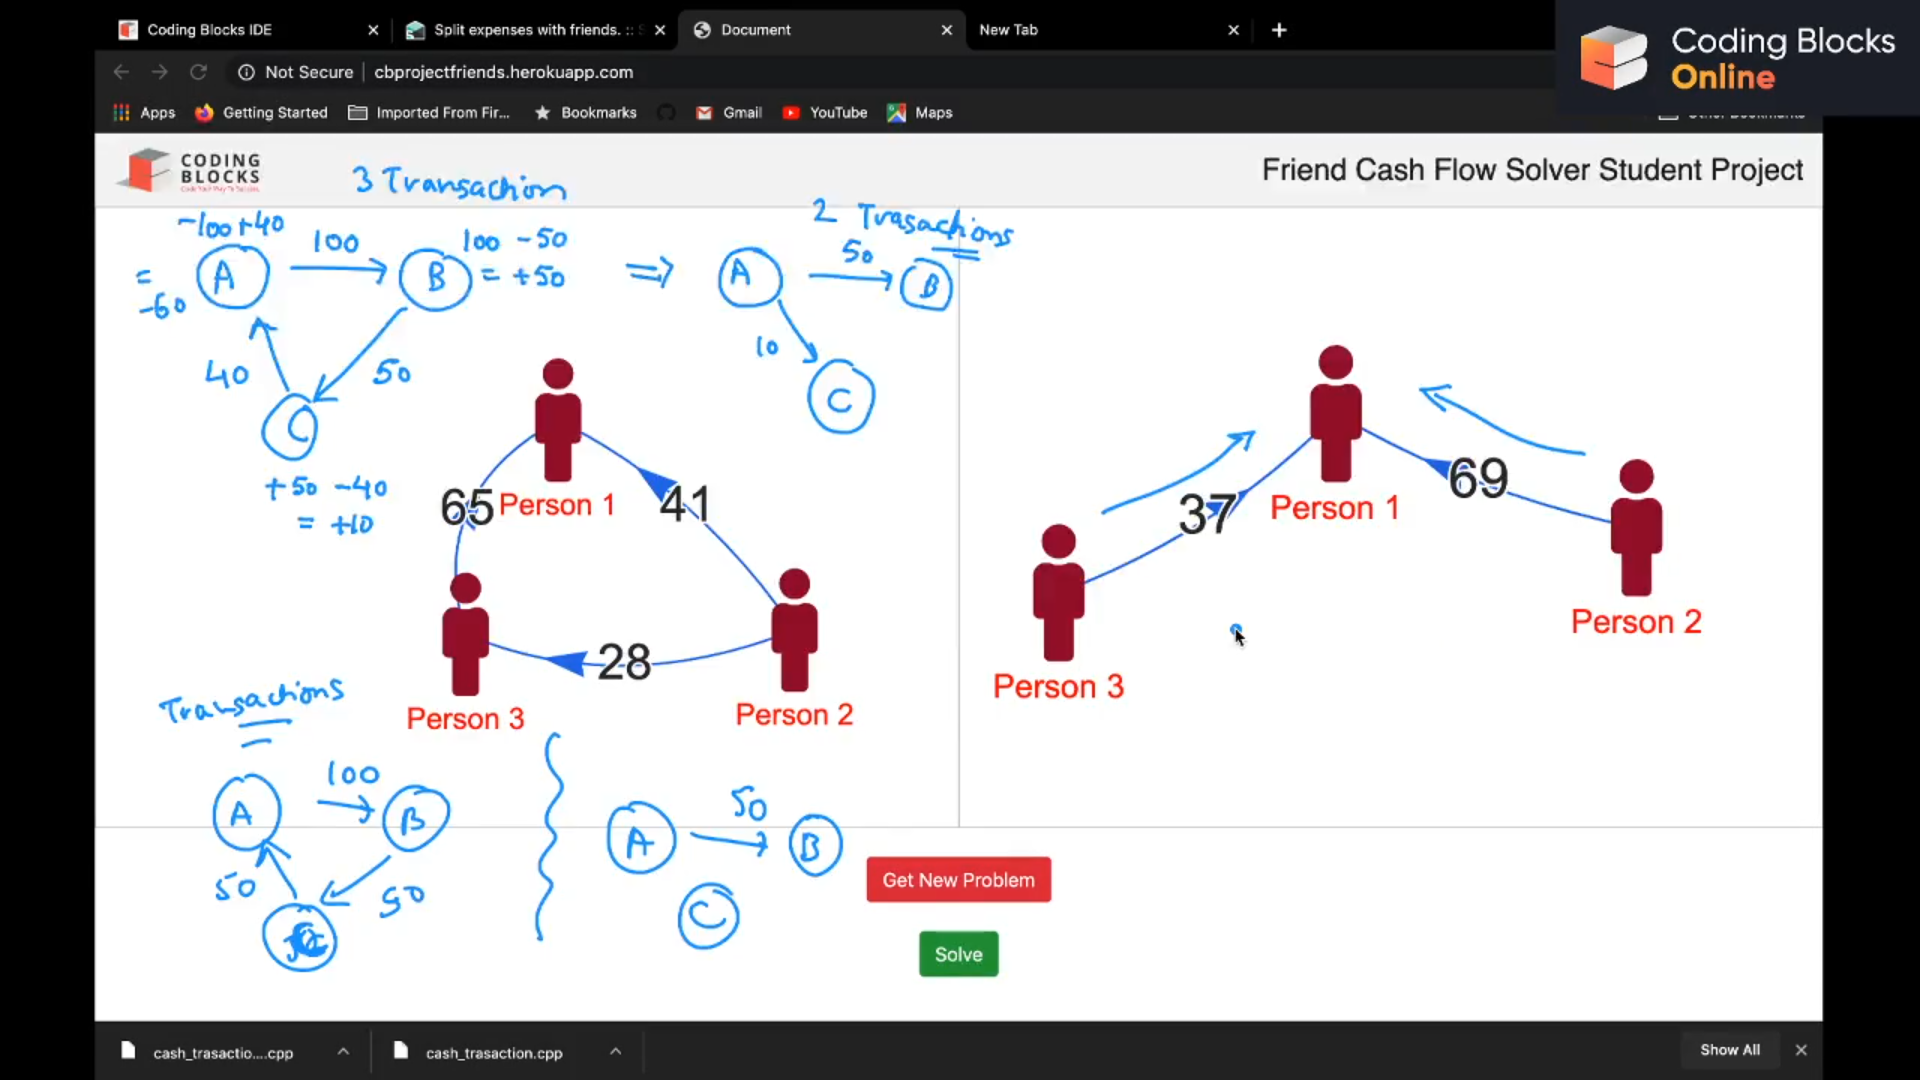 Coding Blocks IDE
Split expenses with friends. ::
Document
New Tab
Coding Blocks
Online
Not Secure
cbprojectfriends.herokuapp.com
Apps
Getting Started
Imported From Fir...
Bookmarks
Gmail
YouTube
Maps
Other Bookmarks
CODING
BLOCKS
3 Transaction
Friend Cash Flow Solver Student Project
-100+40
100
100 -50
2 Trasactions
50
=
-60
A
B
= +50
=>
A
B
40
50
10
C
C
+50 -40
= +10
65
Person 1
41
37
Person 1
69
28
Person 2
Person 3
Person 3
Person 2
Transactions
100
50
A
B
A
B
50
50
C
Get New Problem
Solve
cash_trasactio....cpp
cash_trasaction.cpp
Show All